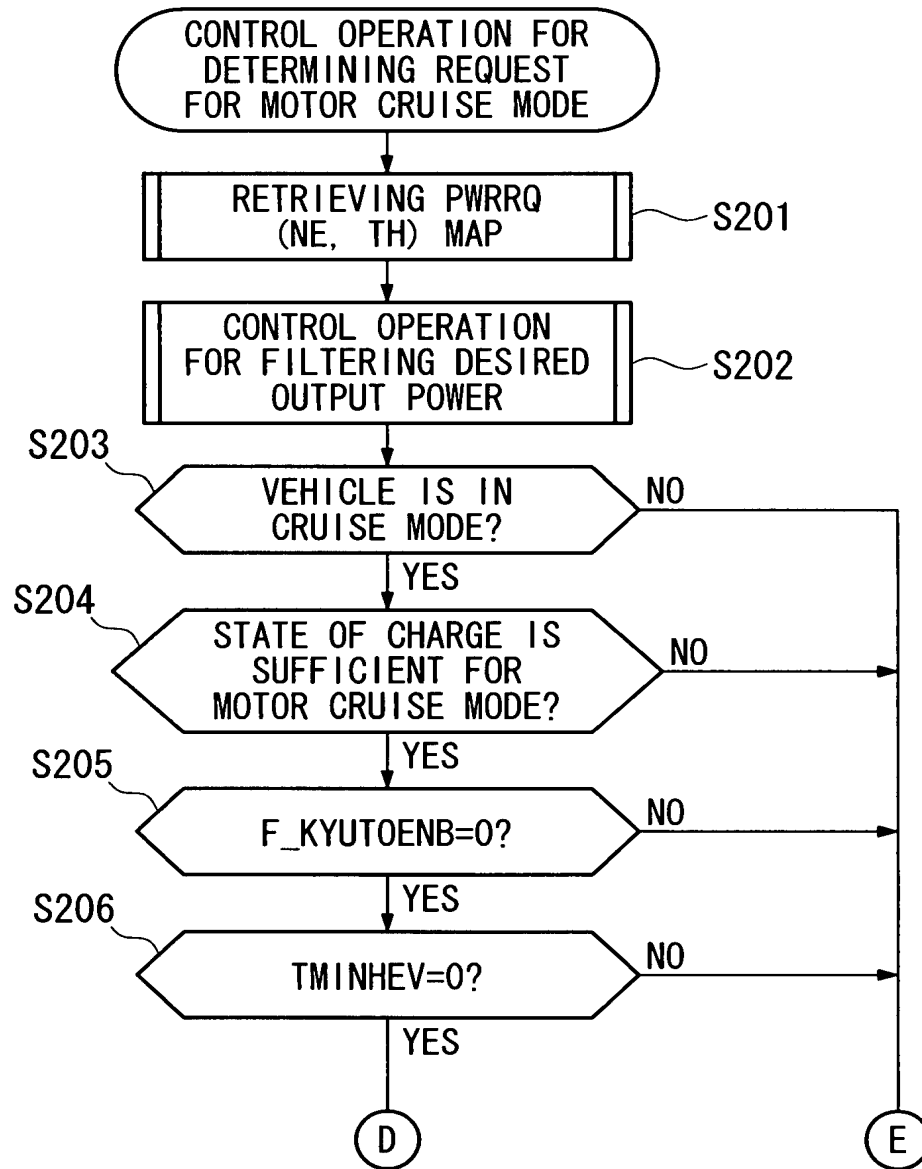 CONTROL OPERATION FOR
DETERMINING REQUEST
FOR MOTOR CRUISE MODE
RETRIEVING PWRRQ
(NE, TH) MAP
S201
CONTROL OPERATION
FOR FILTERING DESIRED
OUTPUT POWER
S202
S203
VEHICLE IS IN
CRUISE MODE?
NO
YES
S204
STATE OF CHARGE IS
SUFFICIENT FOR
MOTOR CRUISE MODE?
NO
YES
S205
F_KYUTOENB=0?
NO
YES
S206
TMINHEV=0?
NO
YES
D
E